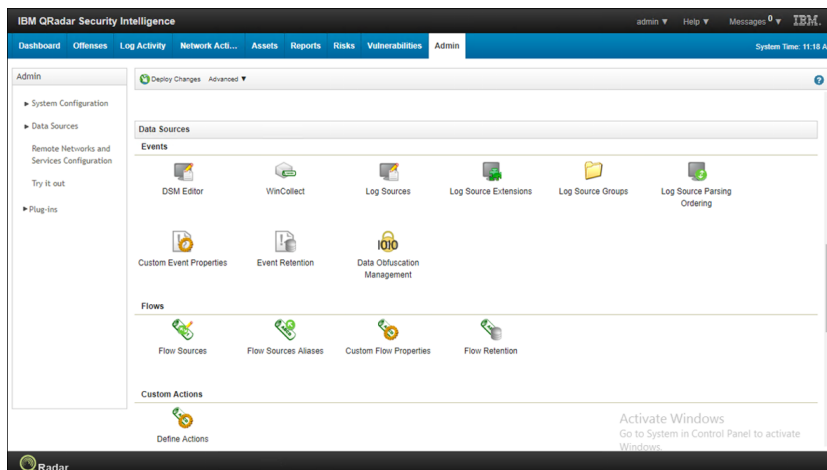 IBM QRadar Security Intelligence
admin ▼ Help ▼ Messages 0 ▼ IBM.
Dashboard Offenses Log Activity Network Acti... Assets Reports Risks Vulnerabilities Admin System Time: 11:18 A
Admin
Deploy Changes Advanced ▼
▶ System Configuration
▶ Data Sources
Remote Networks and
Services Configuration
Try it out
▶ Plug-ins
Data Sources
Events
DSM Editor
WinCollect
Log Sources
Log Source Extensions
Log Source Groups
Log Source Parsing
Ordering
Custom Event Properties
Event Retention
1010
Data Obfuscation
Management
Flows
Flow Sources
Flow Sources Aliases
Custom Flow Properties
Flow Retention
Custom Actions
Define Actions
Activate Windows
Go to System in Control Panel to activate
Windows.
Radar